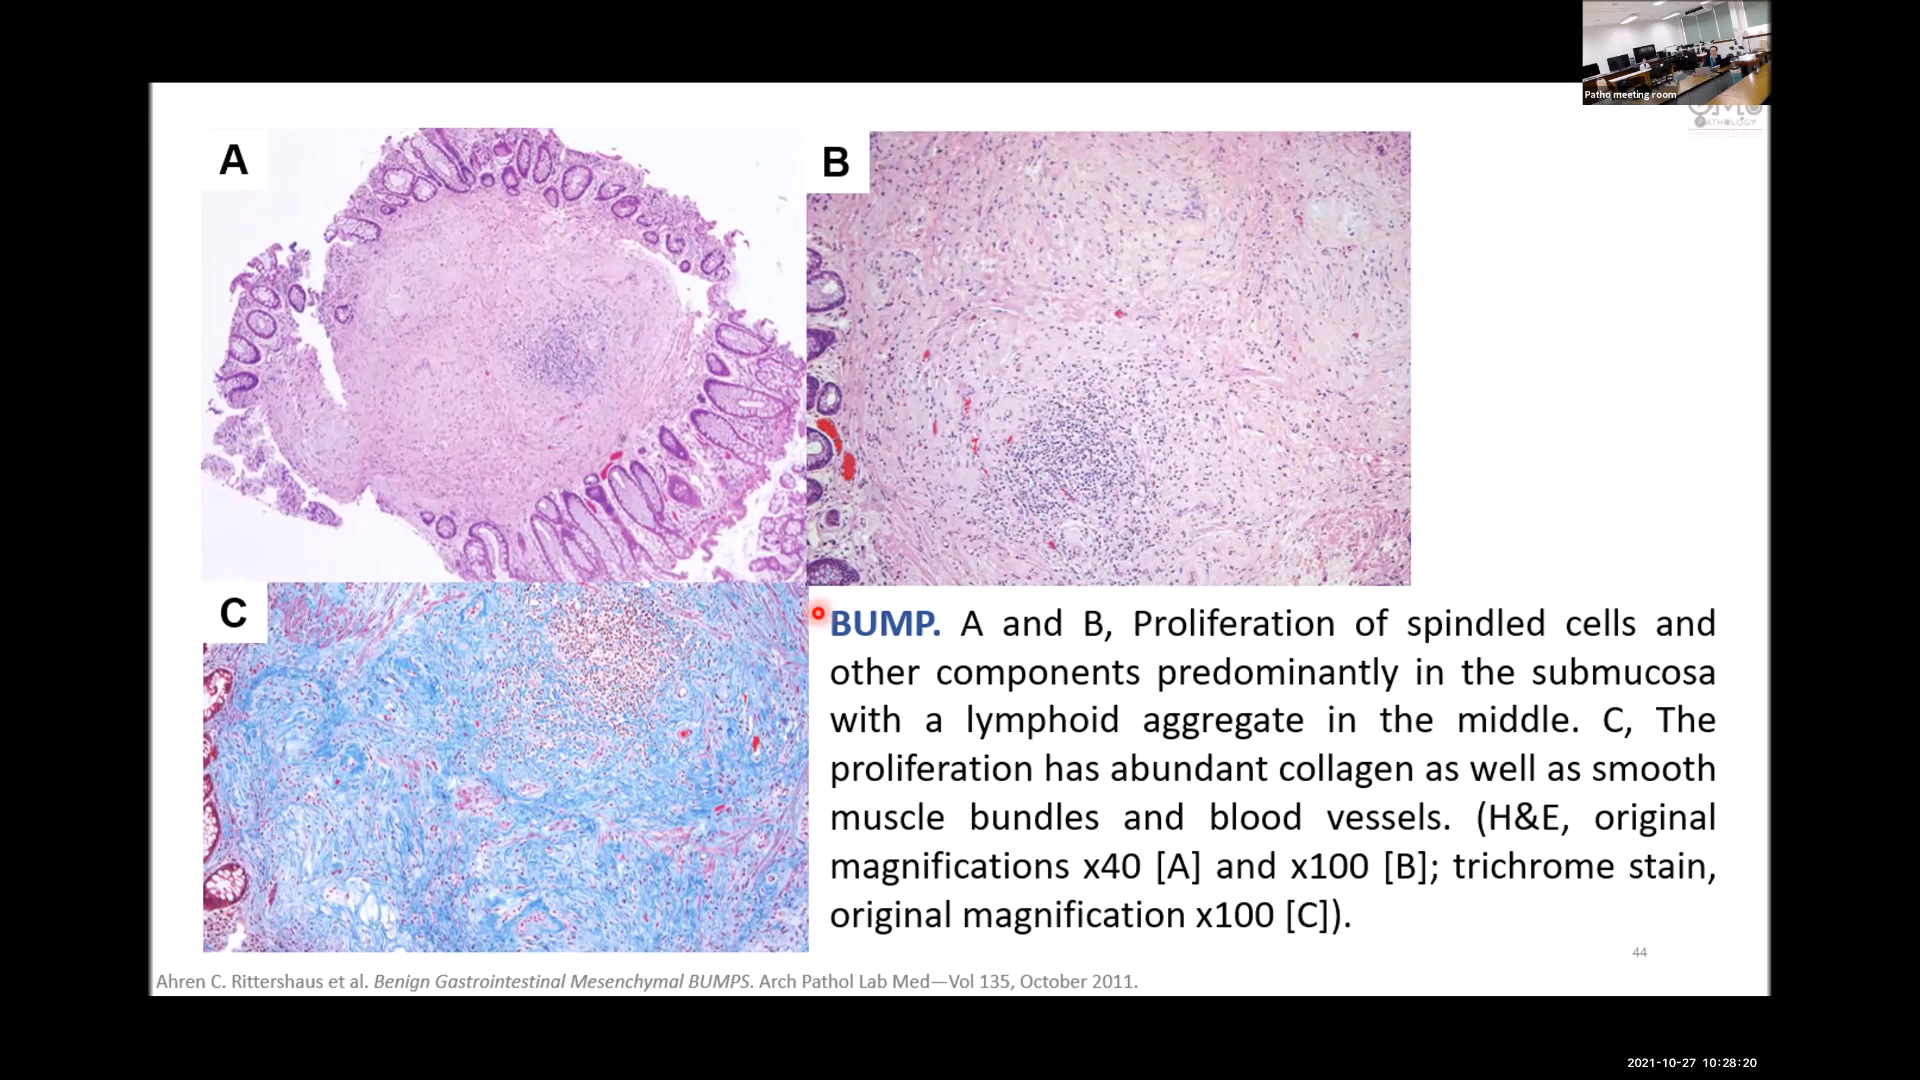 Patho meeting room
PATHOLOGY
A
B
C
BUMP. A and B, Proliferation of spindled cells and
other components predominantly in the submucosa
with a lymphoid aggregate in the middle. C, The
proliferation has abundant collagen as well as smooth
muscle bundles and blood vessels. (H&E, original
magnifications x40 [A] and x100 [B]; trichrome stain,
original magnification x100 [C]).
44
Ahren C. Rittershaus et al. Benign Gastrointestinal Mesenchymal BUMPS. Arch Pathol Lab Med—Vol 135, October 2011.
2021-10-27 10:28:20